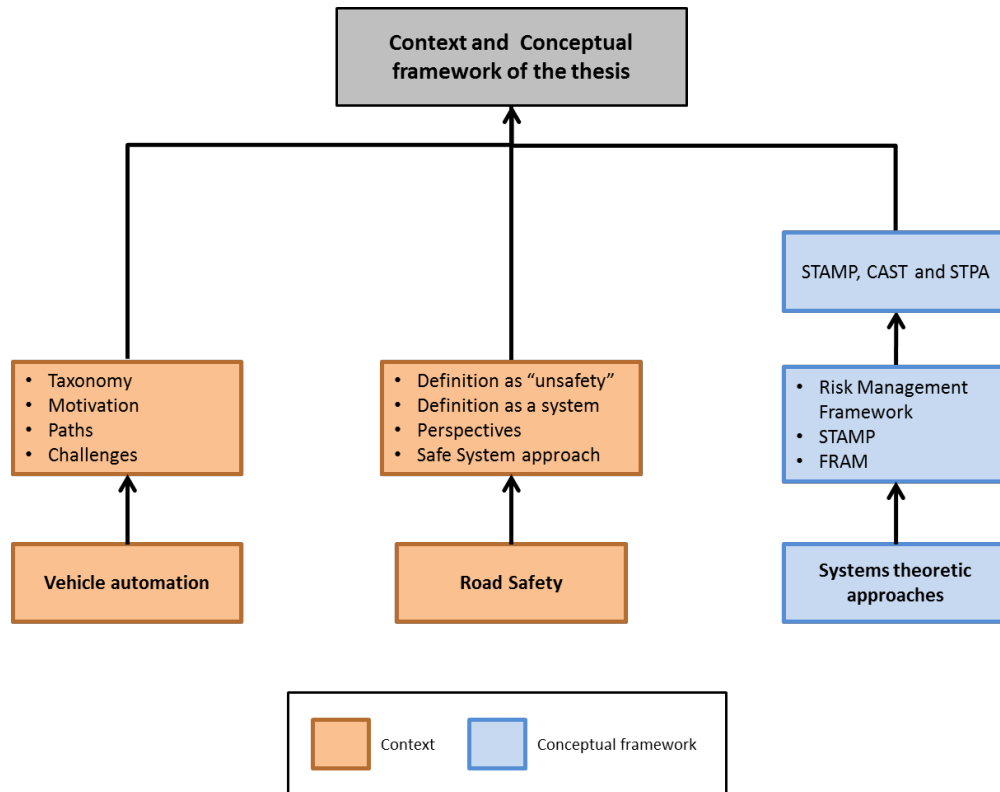 Context and Conceptual
framework of the thesis
STAMP, CAST and STPA
• Taxonomy
• Motivation
• Paths
• Challenges
• Definition as “unsafety”
• Definition as a system
• Perspectives
• Safe System approach
• Risk Management
Framework
• STAMP
• FRAM
Vehicle automation
Road Safety
Systems theoretic
approaches
Context
Conceptual framework